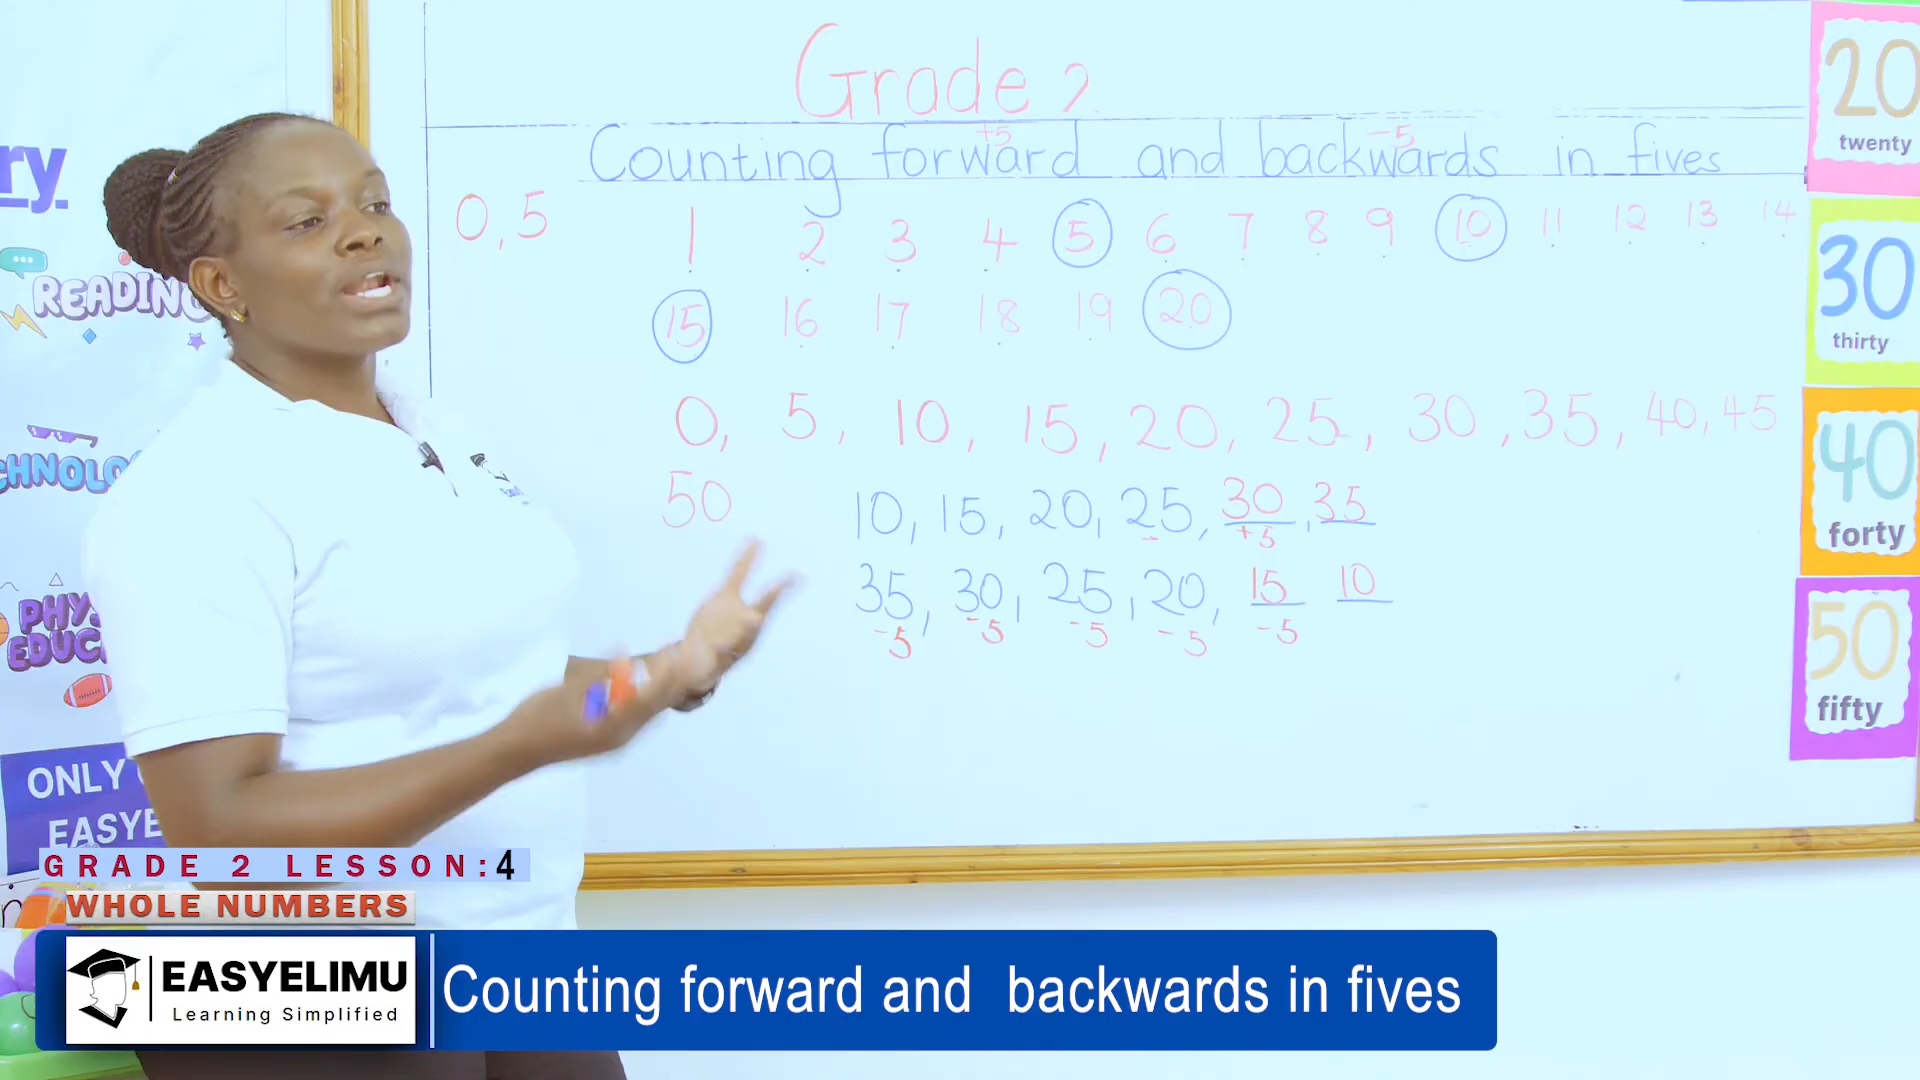 Grade 2
+5 -5
Counting forward and backwards in fives
0, 5
1 2 3 4 5 6 7 8 9 10 11 12 13 14
15 16 17 18 19 20
0, 5, 10, 15, 20, 25, 30, 35, 40, 45
50
10, 15, 20, 25, 30, 35
+5
35, 30, 25, 20, 15 10
-5 -5 -5 -5 -5
20
twenty
30
thirty
40
forty
50
fifty
ry.
READING
PHYS
EDUC
ONLY
EASYE
GRADE 2 LESSON:4
WHOLE NUMBERS
EASYELIMU
Learning Simplified
Counting forward and backwards in fives